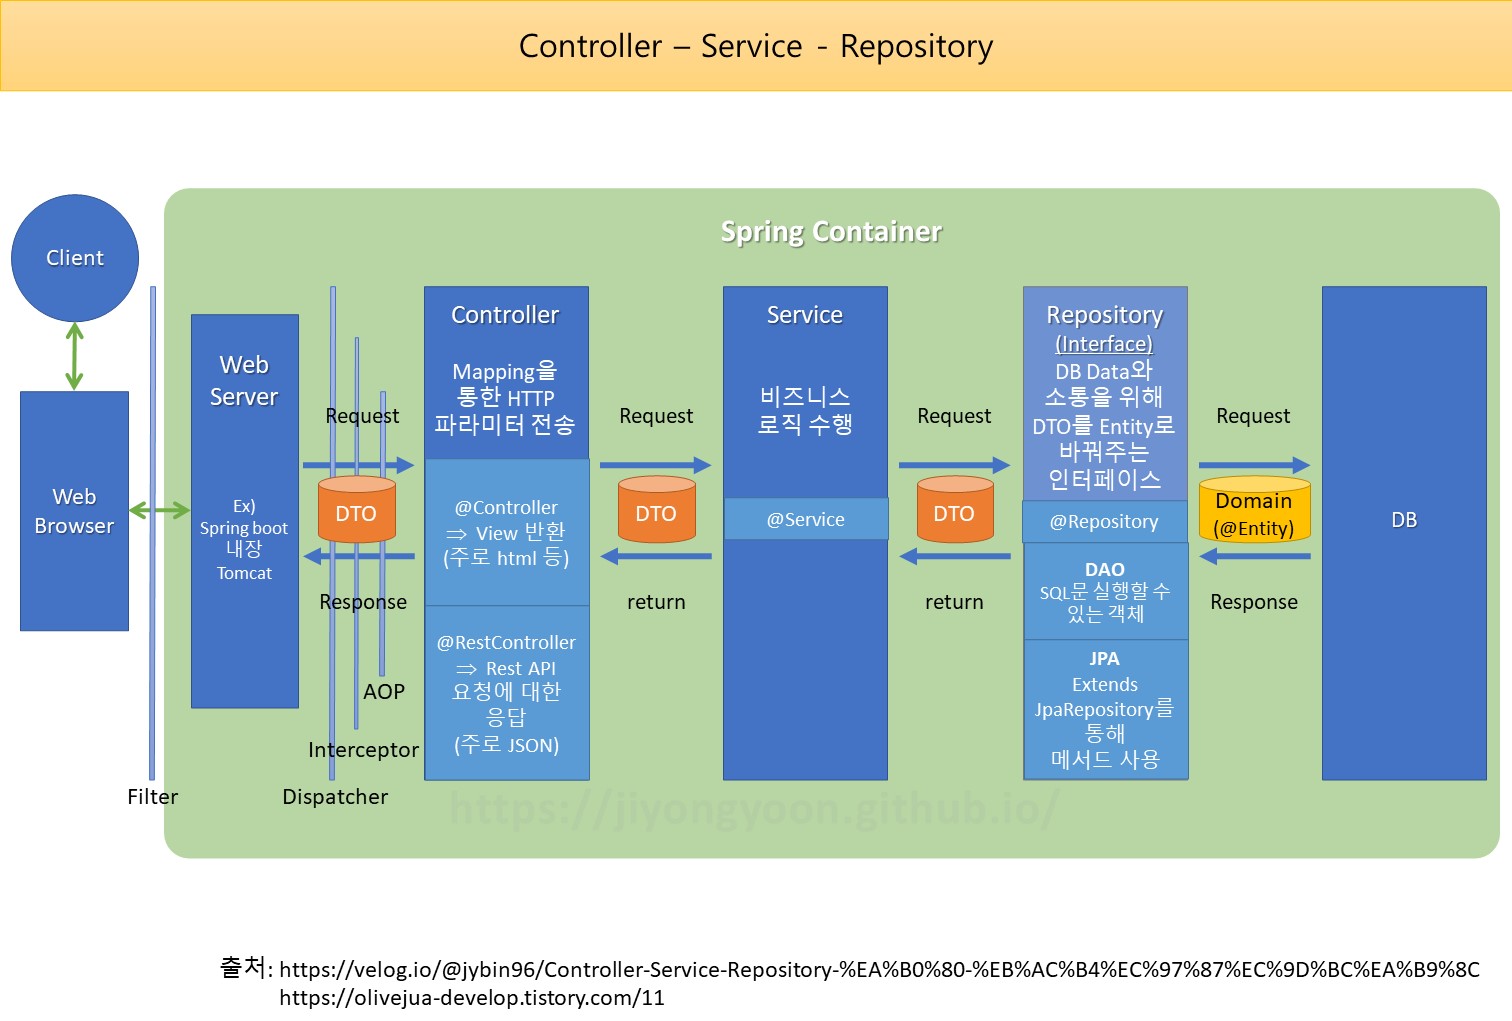 Controller – Service - Repository
Spring Container
Client
Web
Browser
Filter
Web
Server
Ex)
Spring boot
내장
Tomcat
Request
DTO
Response
AOP
Interceptor
Dispatcher
Controller
Mapping을
통한 HTTP
파라미터 전송
@Controller
⇒ View 반환
(주로 html 등)
@RestController
⇒ Rest API
요청에 대한
응답
(주로 JSON)
Request
DTO
return
Service
비즈니스
로직 수행
@Service
Request
DTO
return
Repository
(Interface)
DB Data와
소통을 위해
DTO를 Entity로
바꿔주는
인터페이스
@Repository
DAO
SQL문 실행할 수
있는 객체
JPA
Extends
JpaRepository를
통해
메서드 사용
Request
Domain
(@Entity)
Response
DB
https://jiyongyoon.github.io/
출처: https://velog.io/@jybin96/Controller-Service-Repository-%EA%B0%80-%EB%AC%B4%EC%97%87%EC%9D%BC%EA%B9%8C
https://olivejua-develop.tistory.com/11